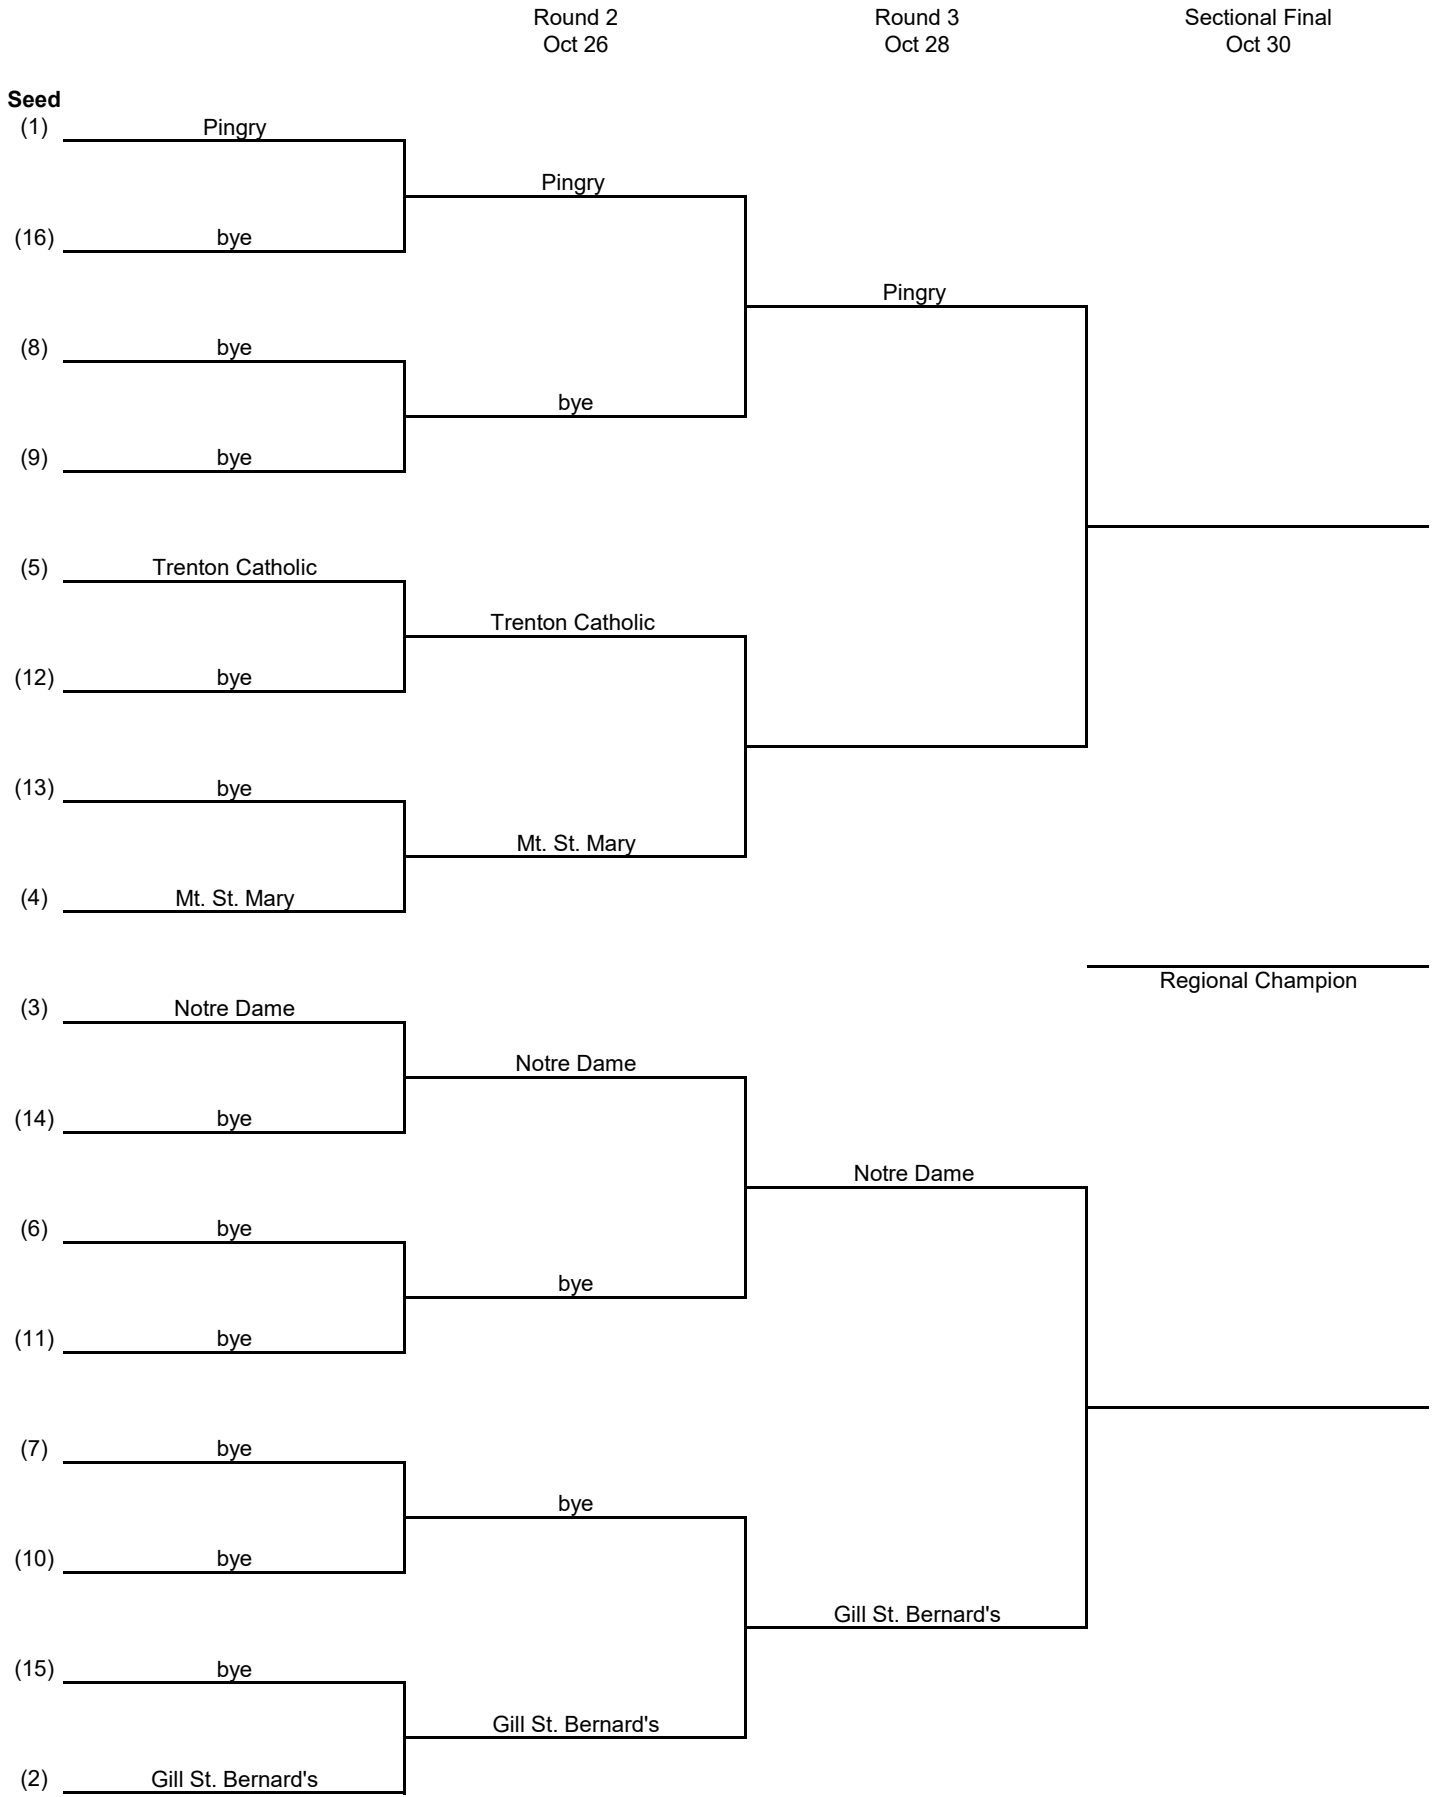 Round 2
Oct 26
Round 3
Oct 28
Sectional Final
Oct 30
Seed
(1) Pingry
Pingry
(16) bye
Pingry
(8) bye
bye
(9) bye
(5) Trenton Catholic
Trenton Catholic
(12) bye
(13) bye
Mt. St. Mary
(4) Mt. St. Mary
Regional Champion
(3) Notre Dame
Notre Dame
(14) bye
Notre Dame
(6) bye
bye
(11) bye
(7) bye
bye
(10) bye
Gill St. Bernard's
(15) bye
Gill St. Bernard's
(2) Gill St. Bernard's